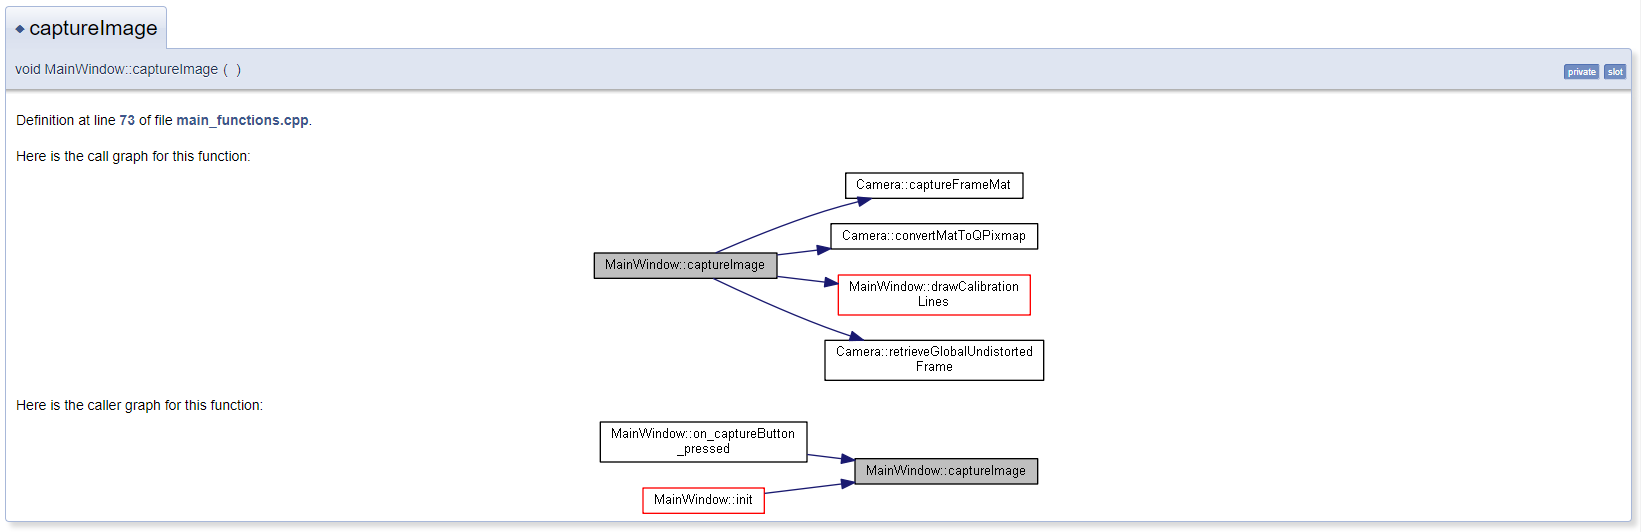 captureImage
void MainWindow::captureImage ( )
private slot
Definition at line 73 of file main_functions.cpp.
Here is the call graph for this function:
Camera::captureFrameMat
Camera::convertMatToQPixmap
MainWindow::captureImage
MainWindow::drawCalibration
Lines
Camera::retrieveGlobalUndistorted
Frame
Here is the caller graph for this function:
MainWindow::on_captureButton
_pressed
MainWindow::captureImage
MainWindow::init